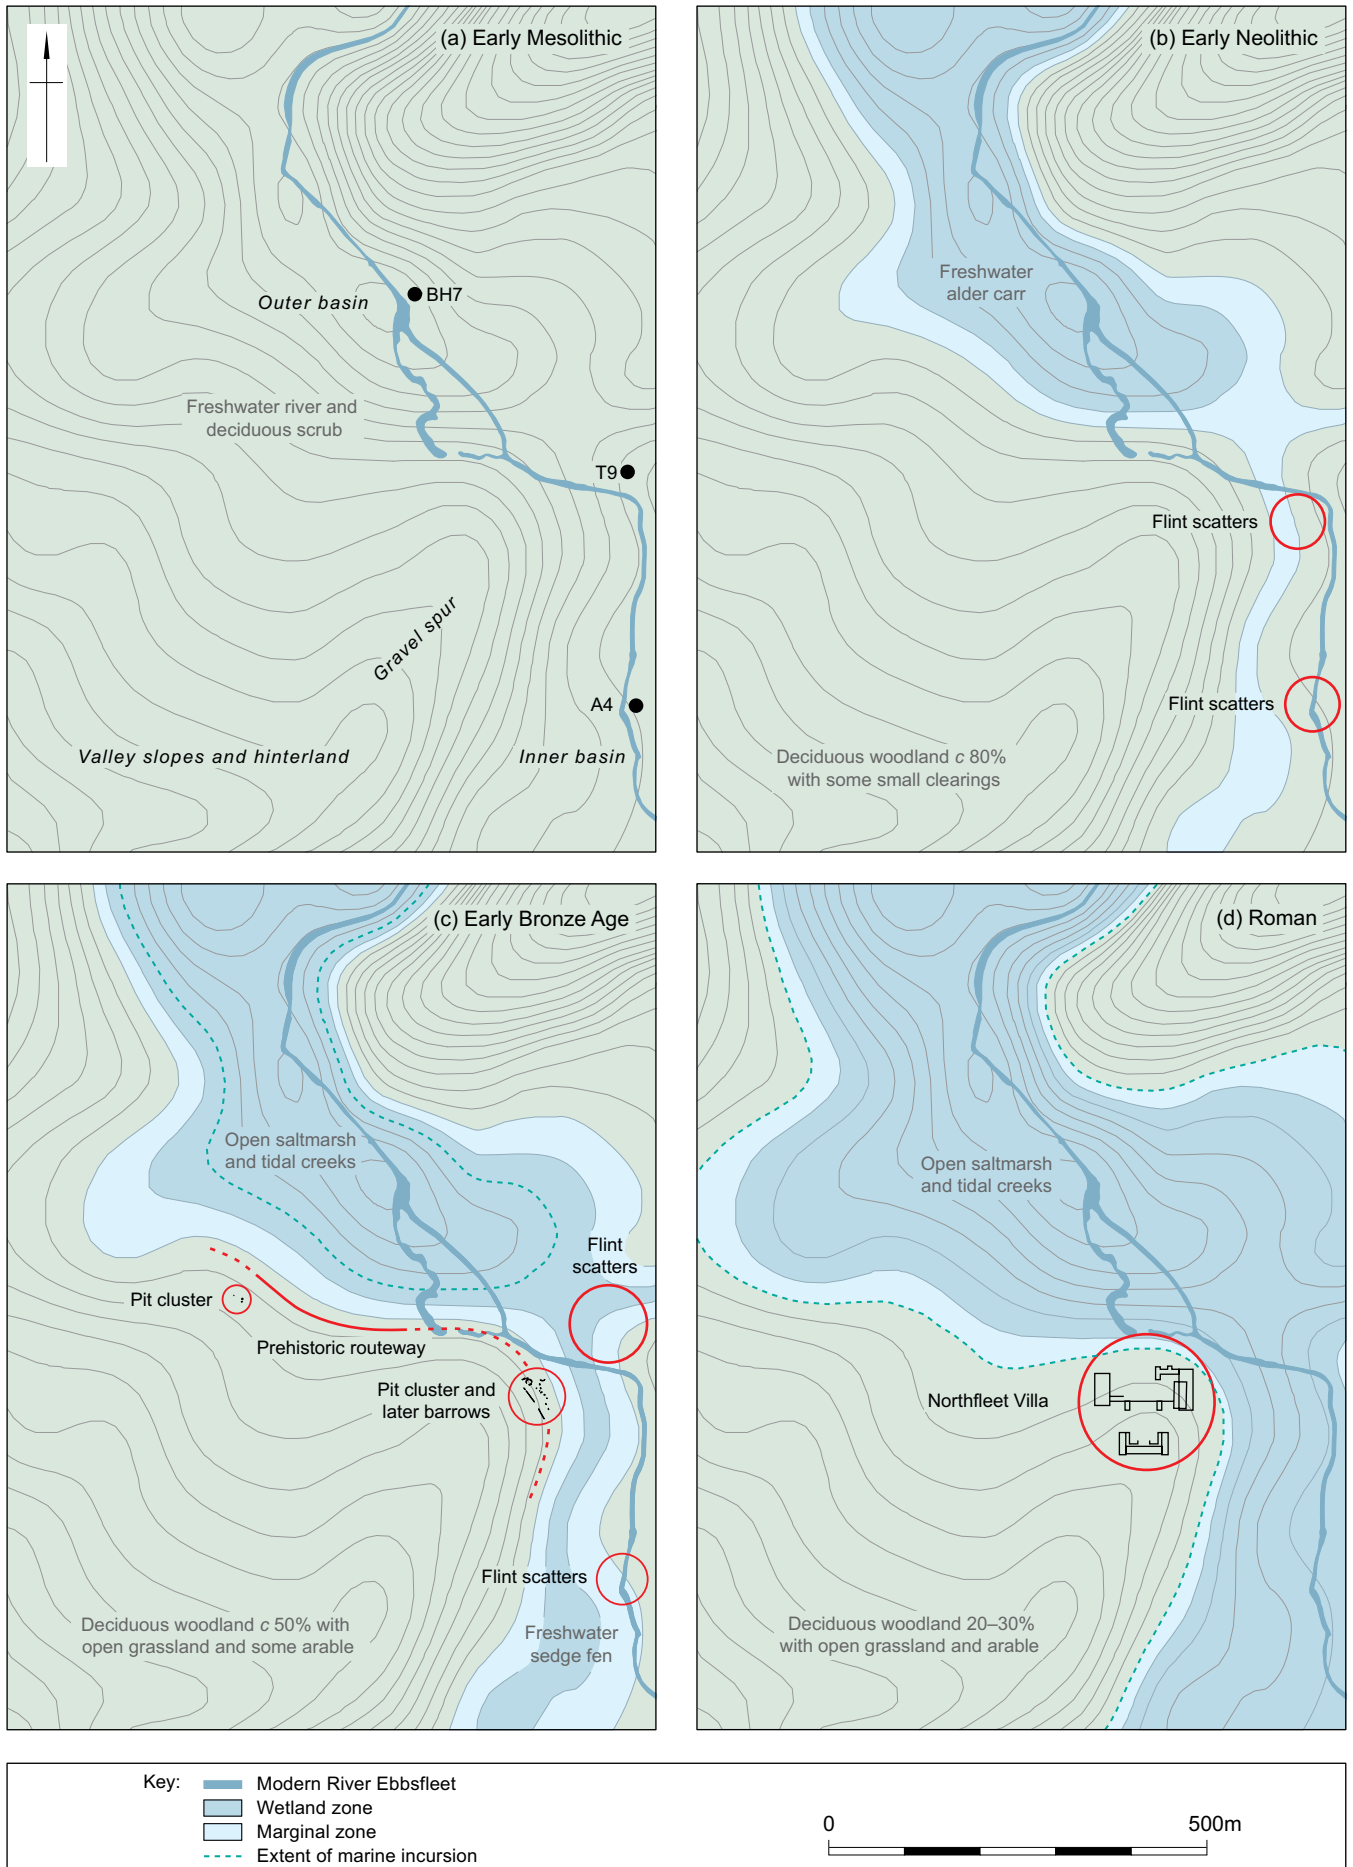 (a) Early Mesolithic
BH7
Outer basin
Freshwater river and
deciduous scrub
T9
Gravel spur
A4
Valley slopes and hinterland
Inner basin
(b) Early Neolithic
Freshwater
alder carr
Flint scatters
Flint scatters
Deciduous woodland c 80%
with some small clearings
(c) Early Bronze Age
Open saltmarsh
and tidal creeks
Flint
scatters
Pit cluster
Prehistoric routeway
Pit cluster and
later barrows
Flint scatters
Deciduous woodland c 50% with
open grassland and some arable
Freshwater
sedge fen
(d) Roman
Open saltmarsh
and tidal creeks
Northfleet Villa
Deciduous woodland 20–30%
with open grassland and arable
Key:
Modern River Ebbsfleet
Wetland zone
Marginal zone
Extent of marine incursion
0 500m